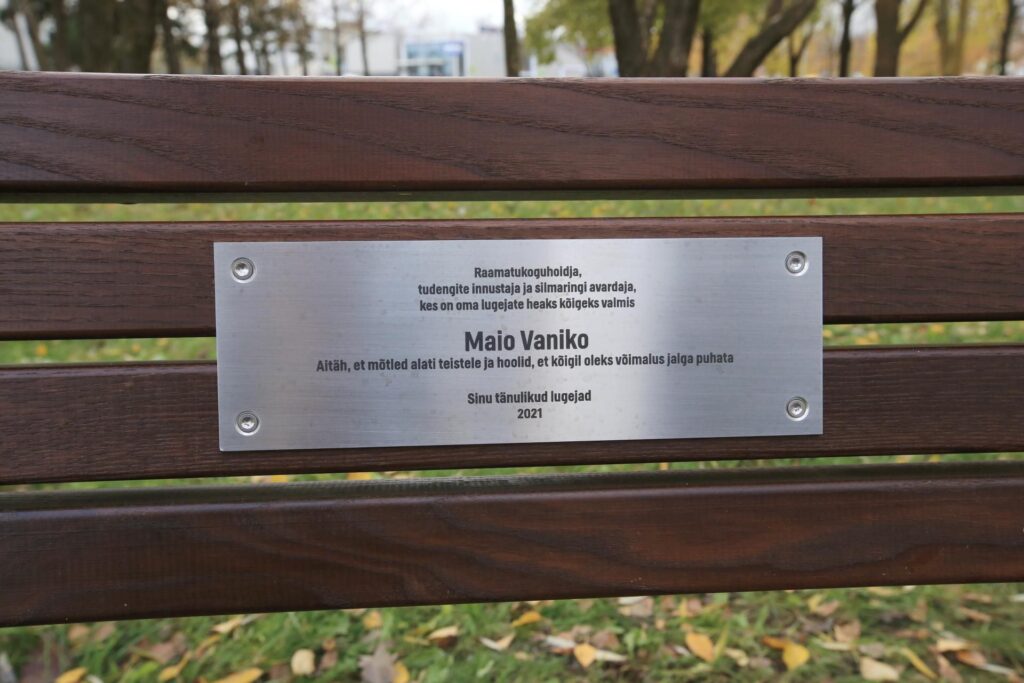 Raamatukoguhoidja,
tudengite innustaja ja silmaringi avardaja,
kes on oma lugejate heaks kõigeks valmis
Maio Vaniko
Aitäh, et mõtled alati teistele ja hoolid, et kõigil oleks võimalus jalga puhata
Sinu tänulikud lugejad
2021